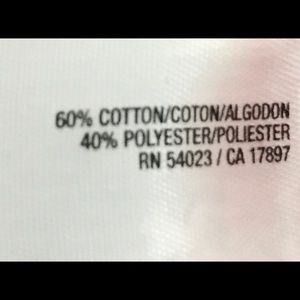 60% COTTON/COTON/ALGODON
40% POLYESTER/POLIESTER
RN 54023 / CA 17897